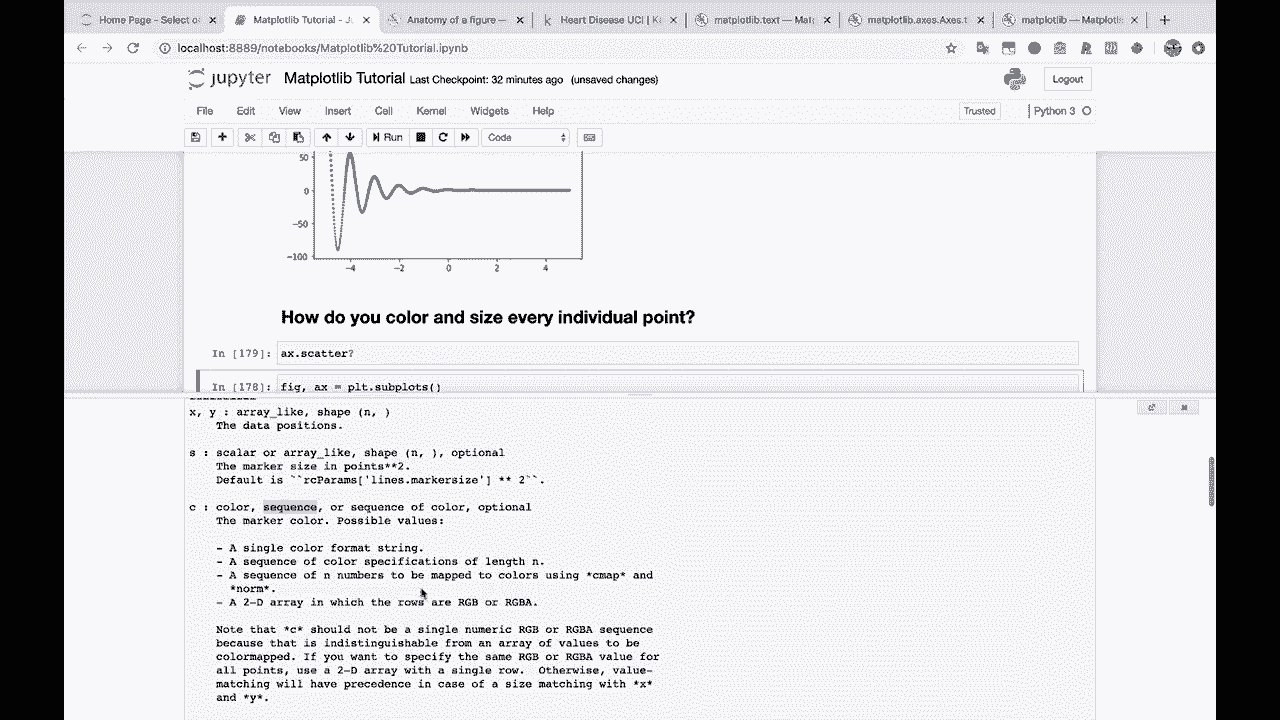 Home Page - Select o
Matplotlib Tutorial - Ju
Anatomy of a figure —
Heart Disease UCI | Ka
matplotlib.text — Matp
matplotlib.axes.Axes.t
matplotlib — Matplotli
localhost:8889/notebooks/Matplotlib%20Tutorial.ipynb
jupyter Matplotlib Tutorial Last Checkpoint: 32 minutes ago (unsaved changes)
Logout
File Edit View Insert Cell Kernel Widgets Help
Trusted
Python 3
Run
Code
50
0
−50
−100
−4 −2 0 2 4
How do you color and size every individual point?
In [179]: ax.scatter?
In [178]: fig, ax = plt.subplots()
x, y : array_like, shape (n, )
The data positions.
s : scalar or array_like, shape (n, ), optional
The marker size in points**2.
Default is ``rcParams['lines.markersize'] ** 2``.
c : color, sequence, or sequence of color, optional
The marker color. Possible values:
- A single color format string.
- A sequence of color specifications of length n.
- A sequence of n numbers to be mapped to colors using *cmap* and
*norm*.
- A 2-D array in which the rows are RGB or RGBA.
Note that *c* should not be a single numeric RGB or RGBA sequence
because that is indistinguishable from an array of values to be
colormapped. If you want to specify the same RGB or RGBA value for
all points, use a 2-D array with a single row.  Otherwise, value-
matching will have precedence in case of a size matching with *x*
and *y*.